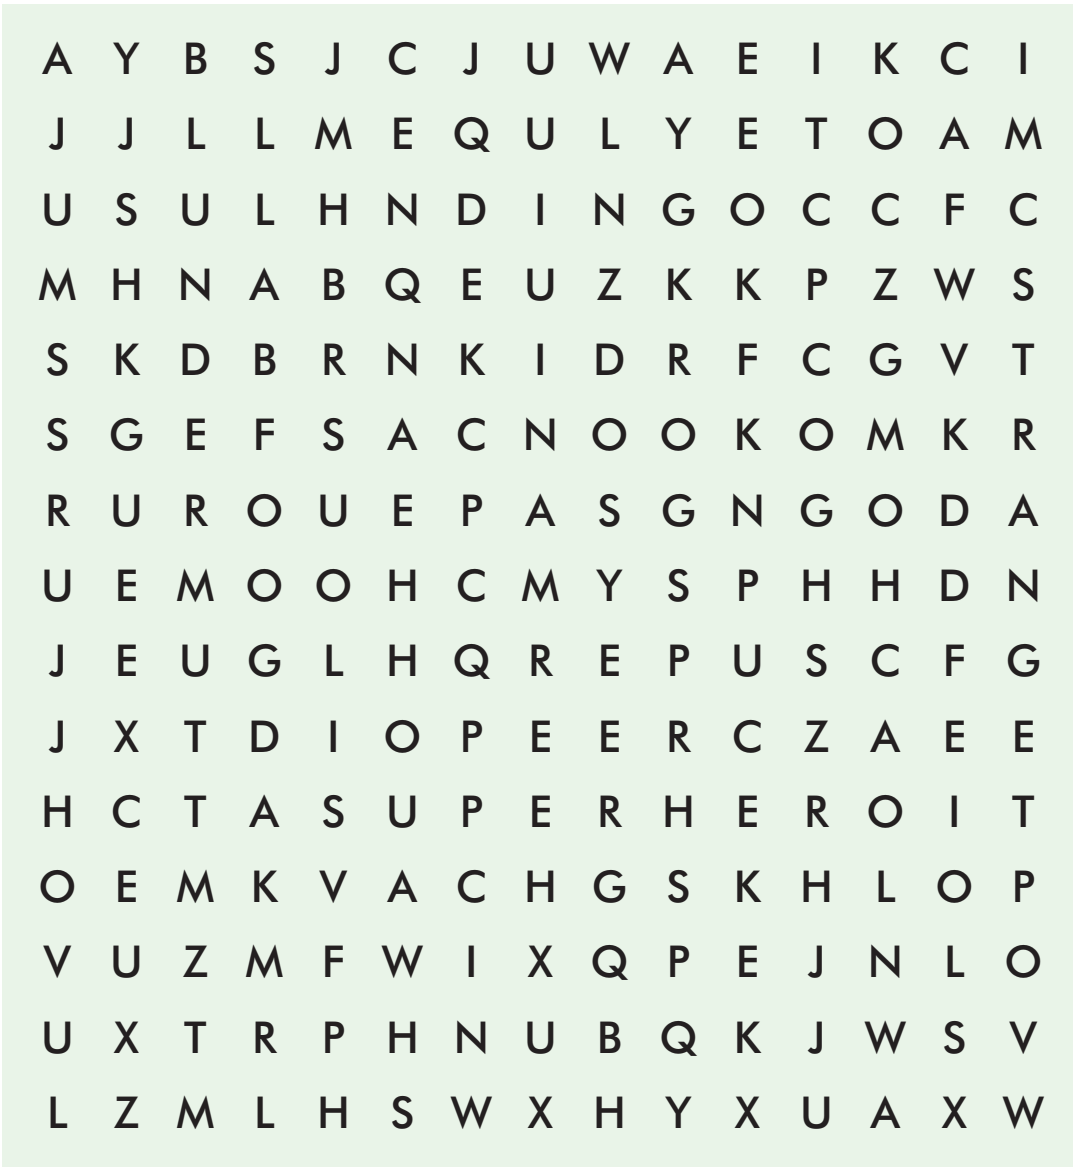 A Y B S J C J U W A E I K C I
J J L L M E Q U L Y E T O A M
U S U L H N D I N G O C C F C
M H N A B Q E U Z K K P Z W S
S K D B R N K I D R F C G V T
S G E F S A C N O O K O M K R
R U R O U E P A S G N G O D A
U E M O O H C M Y S P H H D N
J E U G L H Q R E P U S C F G
J X T D I O P E E R C Z A E E
H C T A S U P E R H E R O I T
O E M K V A C H G S K H L O P
V U Z M F W I X Q P E J N L O
U X T R P H N U B Q K J W S V
L Z M L H S W X H Y X U A X W